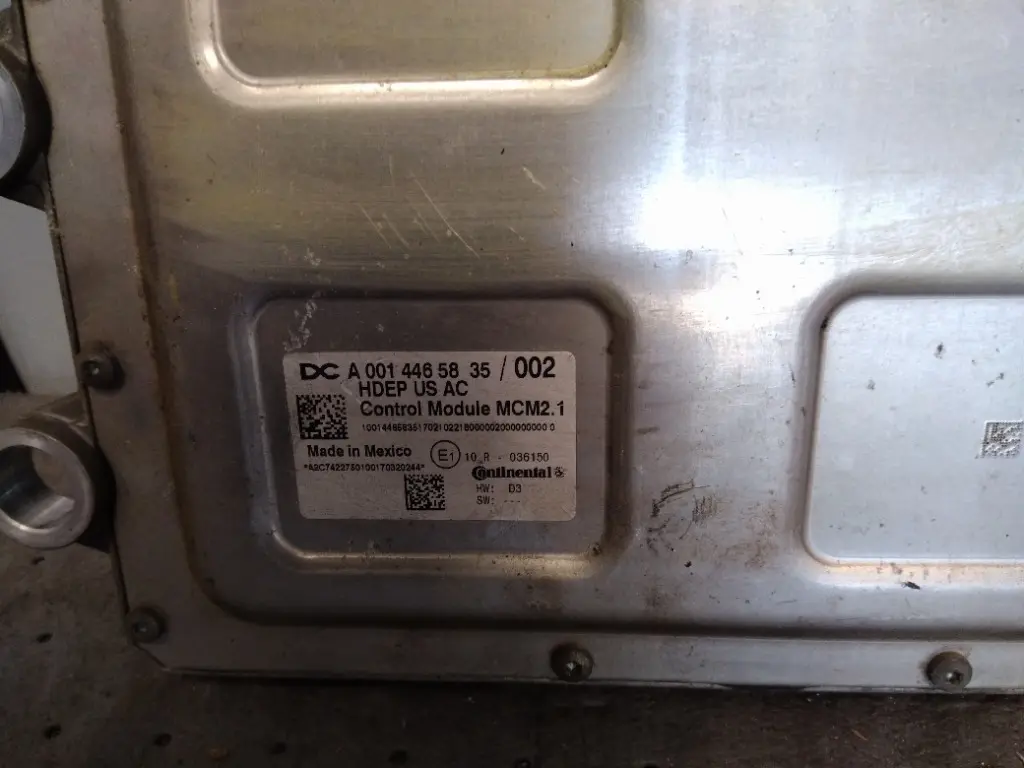 DC A 001 446 58 35 / 002
HDEP US AC
Control Module MCM2.1
Made in Mexico E1 10 R - 036150
*A2C7422750100170320244*
Continental
HW: D3
SW: ---